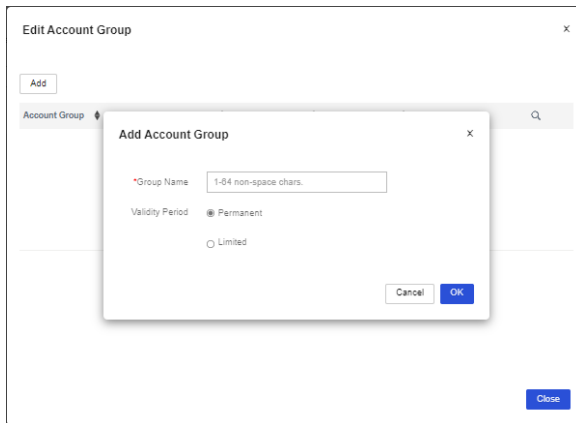 Edit Account Group
x
Add
Account Group
Add Account Group
x
*Group Name
1-64 non-space chars.
Validity Period
Permanent
Limited
Cancel
OK
Close